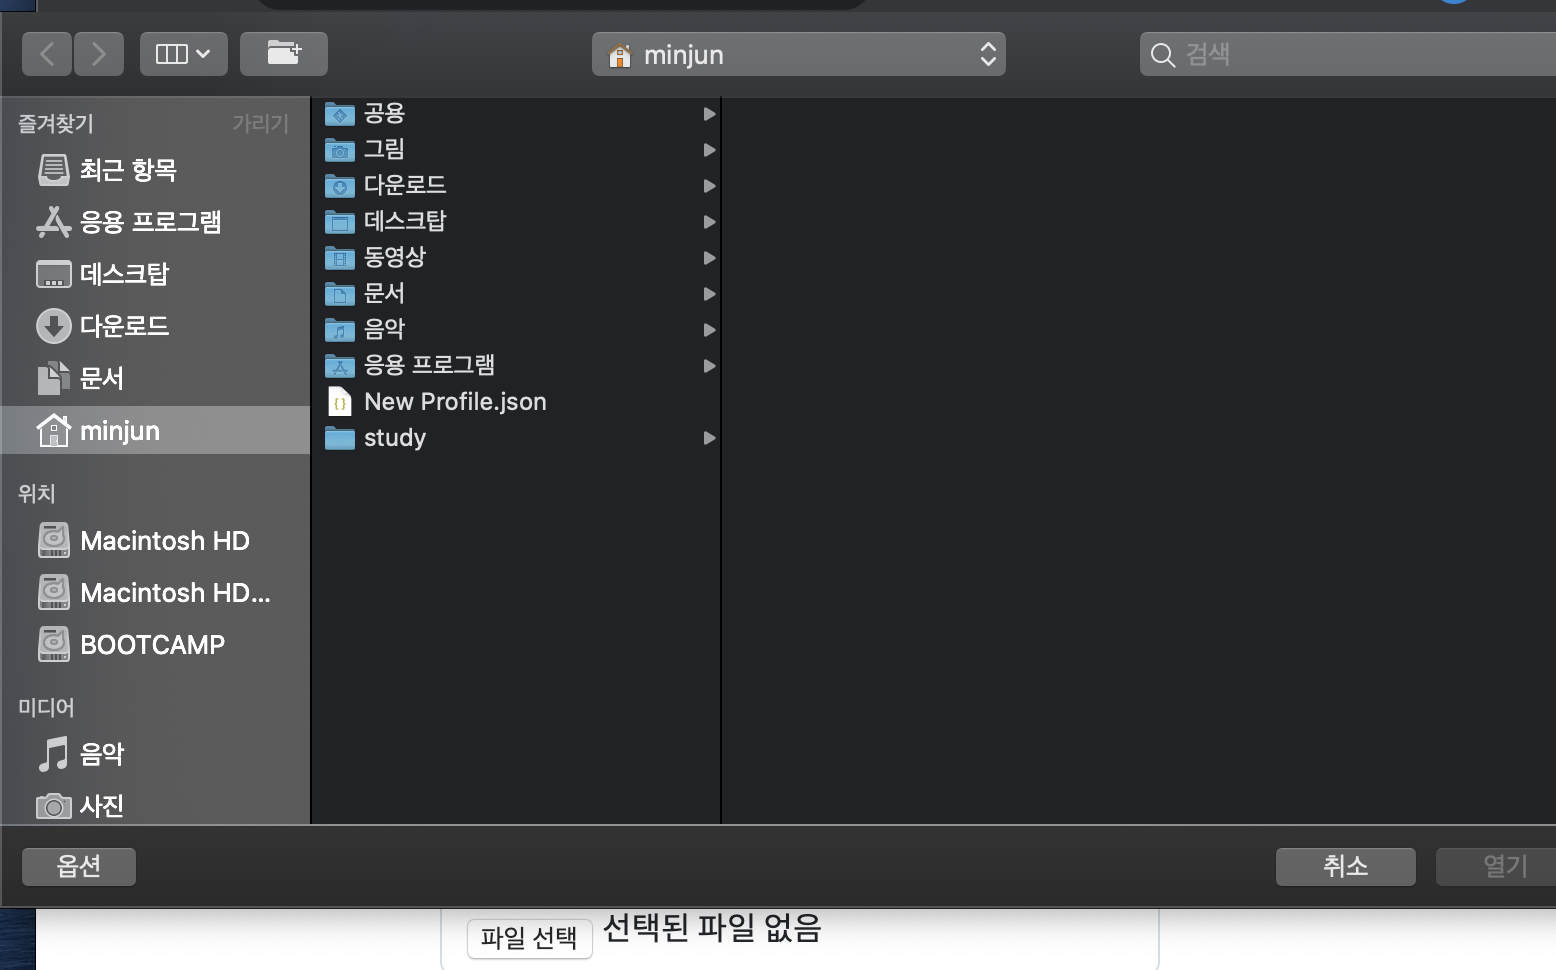 minjun
검색
즐겨찾기 가리기
최근 항목
응용 프로그램
데스크탑
다운로드
문서
minjun
위치
Macintosh HD
Macintosh HD...
BOOTCAMP
미디어
음악
사진
공용
그림
다운로드
데스크탑
동영상
문서
음악
응용 프로그램
New Profile.json
study
옵션
취소
열기
파일 선택 선택된 파일 없음